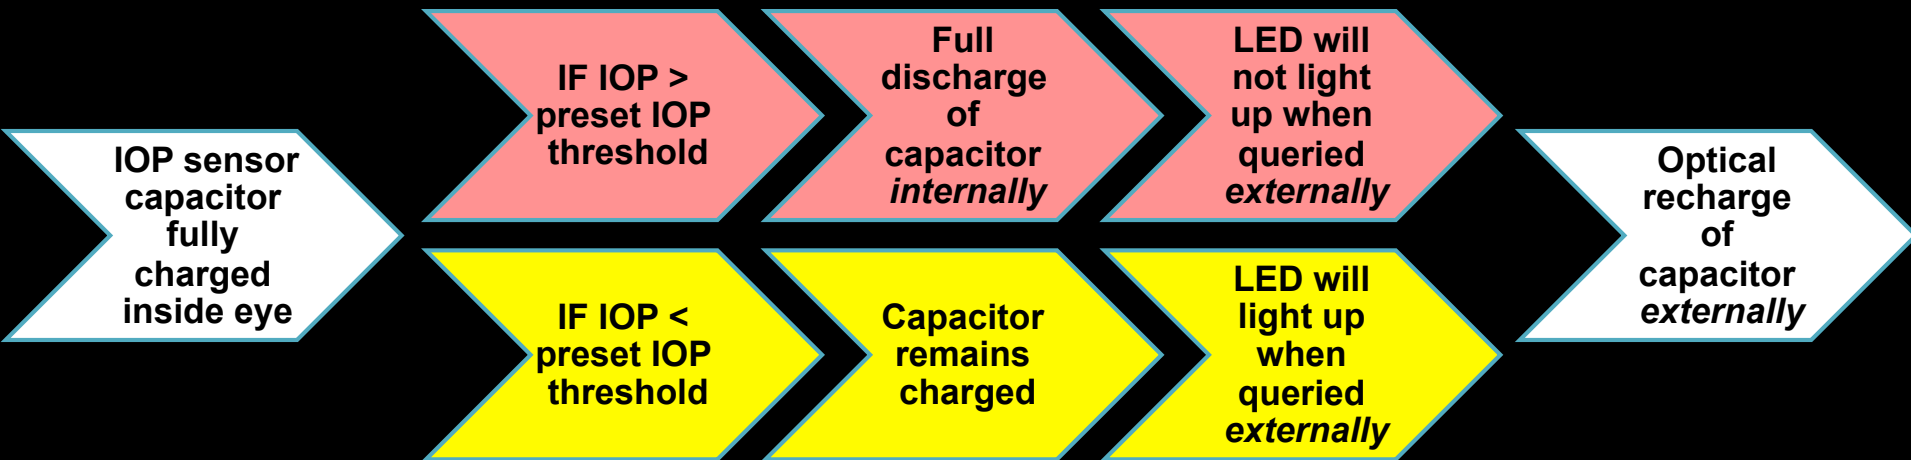 IOP sensor
capacitor
fully
charged
inside eye
IF IOP >
preset IOP
threshold
Full
discharge
of
capacitor
internally
LED will
not light
up when
queried
externally
IF IOP <
preset IOP
threshold
Capacitor
remains
charged
LED will
light up
when
queried
externally
Optical
recharge
of
capacitor
externally